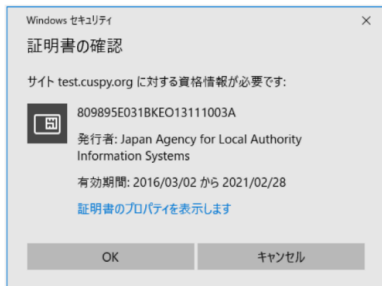 Windows セキュリティ
証明書の確認
サイト test.cuspy.org に対する資格情報が必要です:
809895E031BKEO13111003A
発行者: Japan Agency for Local Authority
Information Systems
有効期間: 2016/03/02 から 2021/02/28
証明書のプロパティを表示します
OK
キャンセル